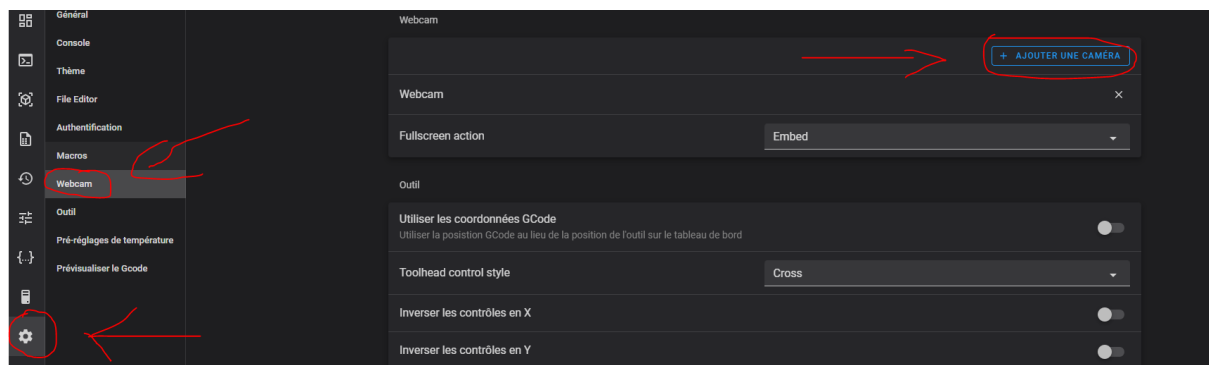 Général
Console
Thème
File Editor
Authentification
Macros
Webcam
Outil
Pré-réglages de température
Prévisualiser le Gcode
Webcam
+ AJOUTER UNE CAMÉRA
Webcam
Fullscreen action Embed
Outil
Utiliser les coordonnées GCode
Utiliser la posistion GCode au lieu de la position de l'outil sur le tableau de bord
Toolhead control style Cross
Inverser les contrôles en X
Inverser les contrôles en Y